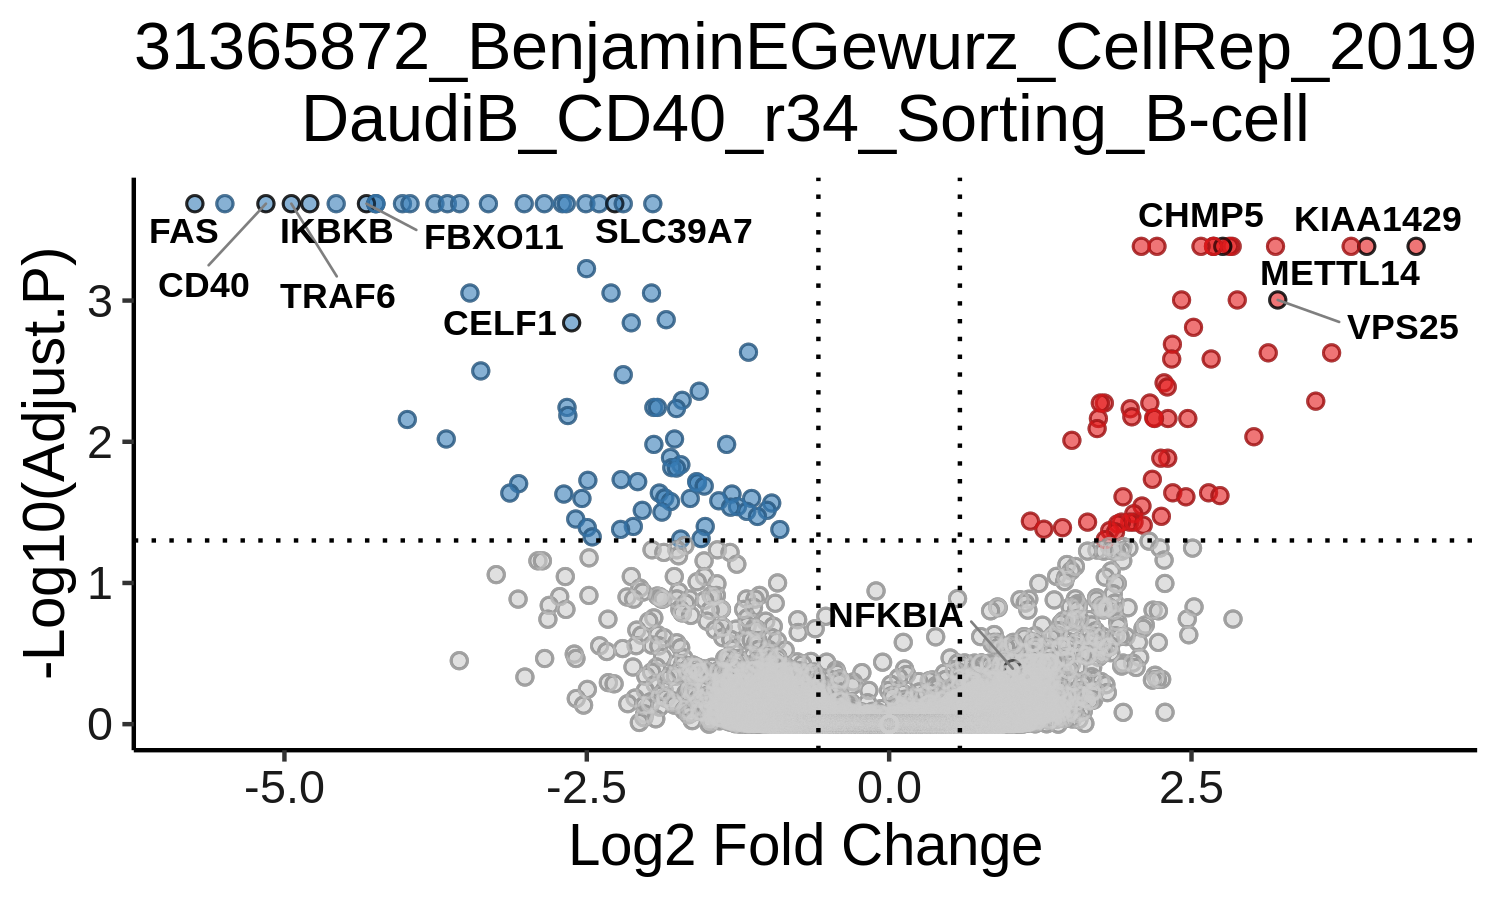 31365872_BenjaminEGewurz_CellRep_2019
DaudiB_CD40_r34_Sorting_B-cell
CHMP5 KIAA1429
FAS IKBKB FBXO11 SLC39A7
METTL14
CD40 TRAF6
CELF1 VPS25
NFKBIA
-Log10(Adjust.P)
3
2
1
0
-5.0 -2.5 0.0 2.5
Log2 Fold Change